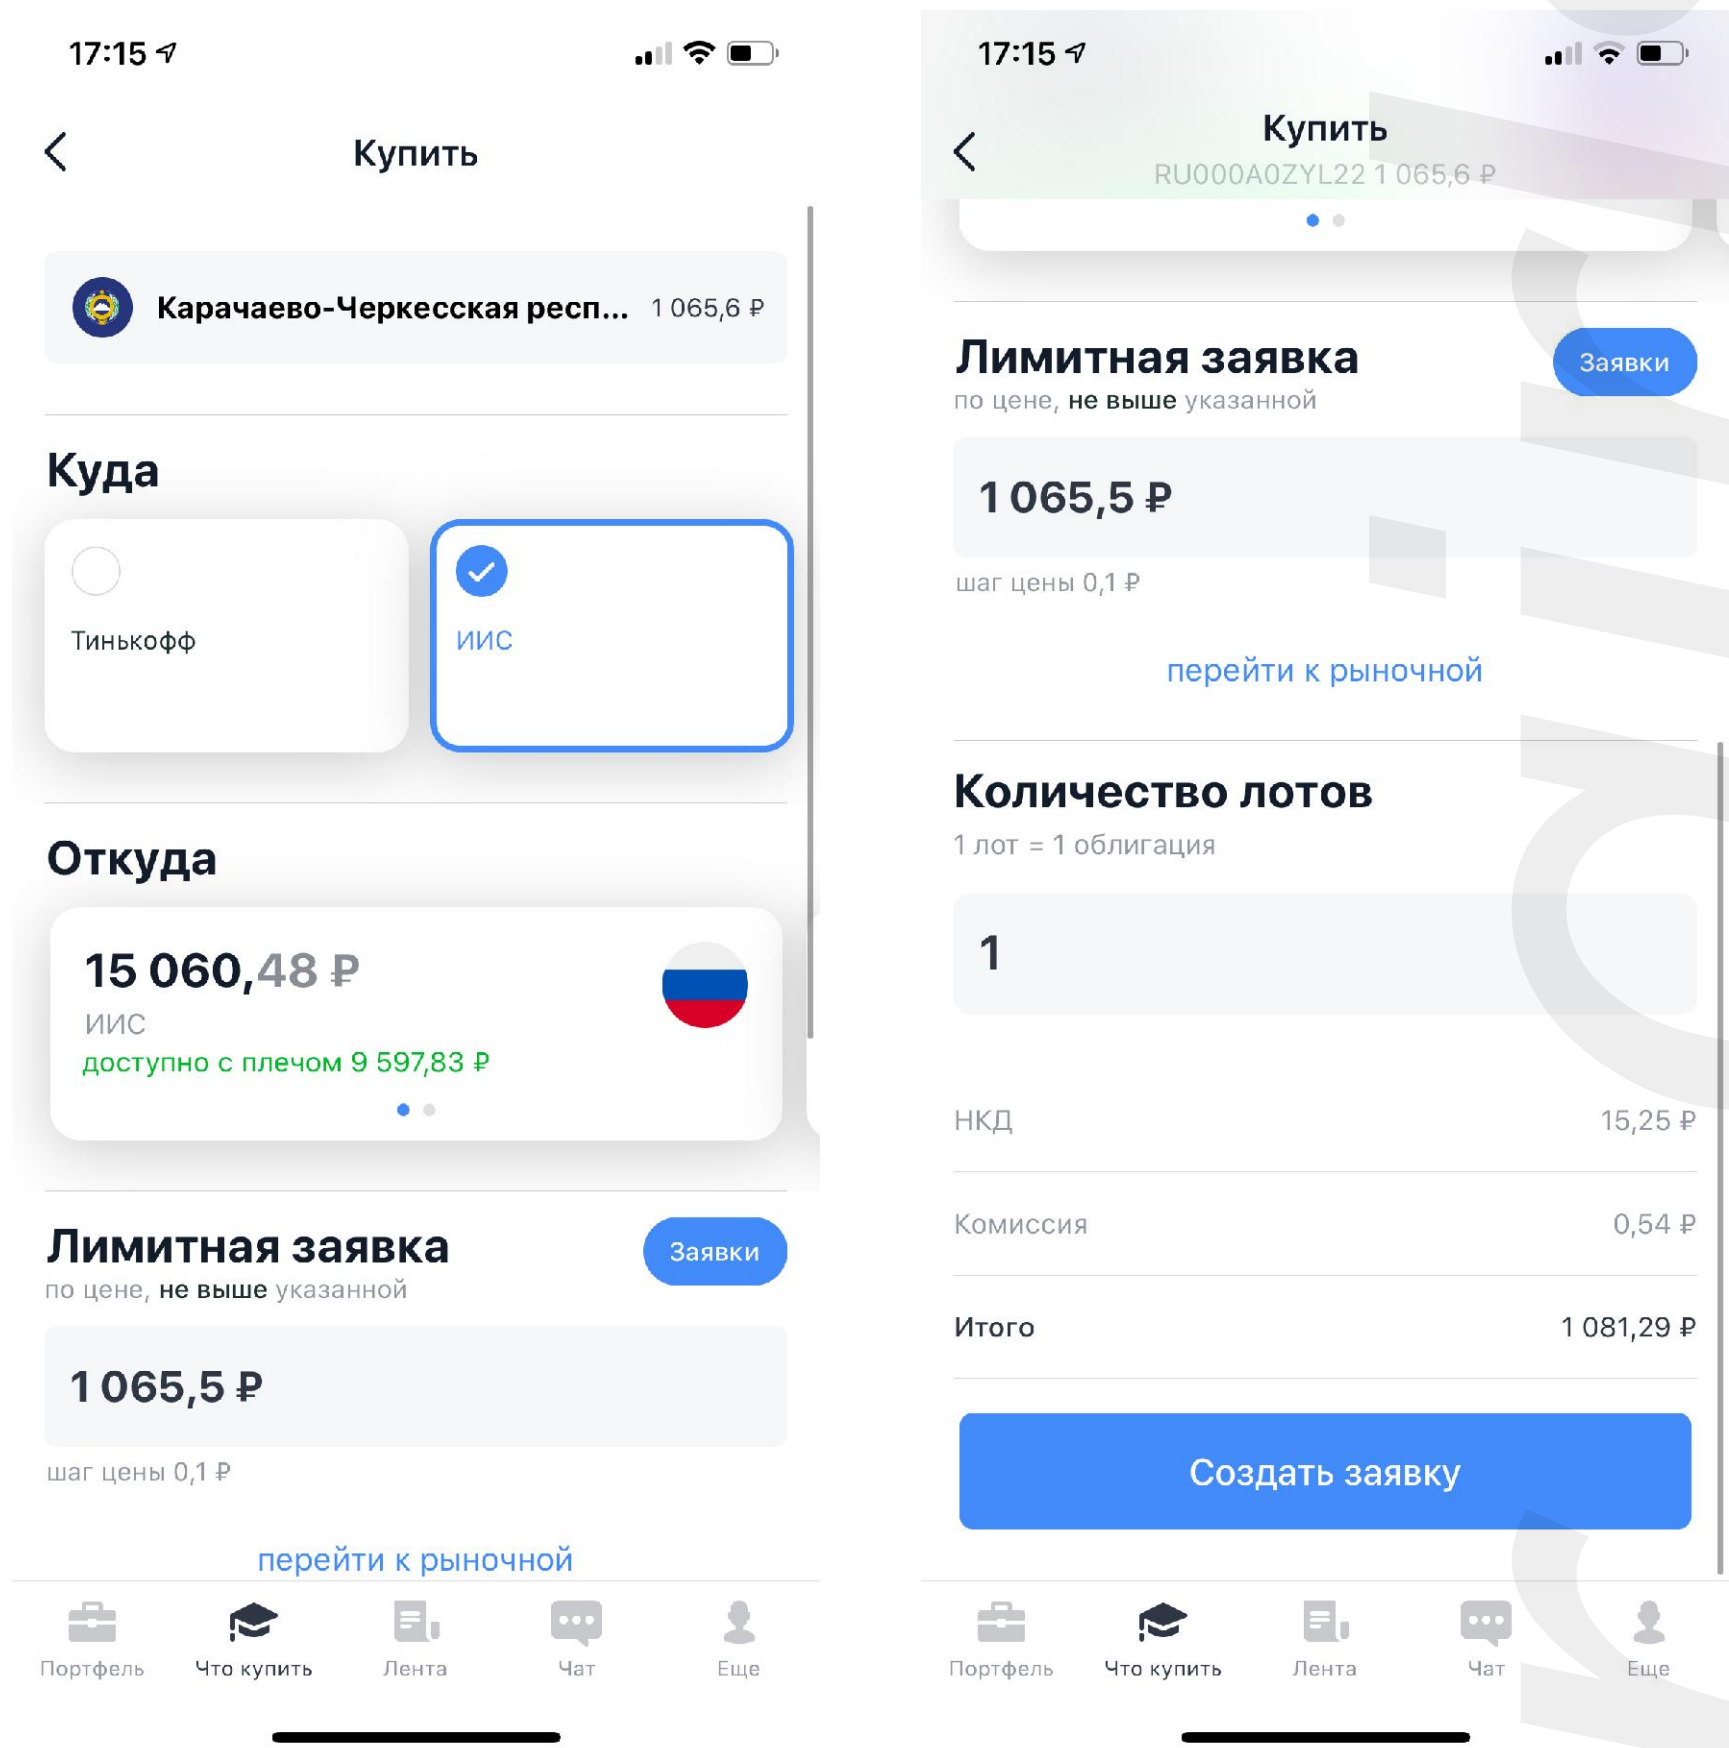 17:15
Купить
Карачаево-Черкесская респ... 1 065,6 ₽
Куда
Тинькофф
ИИС
Откуда
15 060,48 ₽
ИИС
доступно с плечом 9 597,83 ₽
Лимитная заявка
Заявки
по цене, не выше указанной
1 065,5 ₽
шаг цены 0,1 ₽
перейти к рыночной
Портфель
Что купить
Лента
Чат
Еще
17:15
Купить
RU000A0ZYL22 1 065,6 ₽
Лимитная заявка
Заявки
по цене, не выше указанной
1 065,5 ₽
шаг цены 0,1 ₽
перейти к рыночной
Количество лотов
1 лот = 1 облигация
1
НКД 15,25 ₽
Комиссия 0,54 ₽
Итого 1 081,29 ₽
Создать заявку
Портфель
Что купить
Лента
Чат
Еще